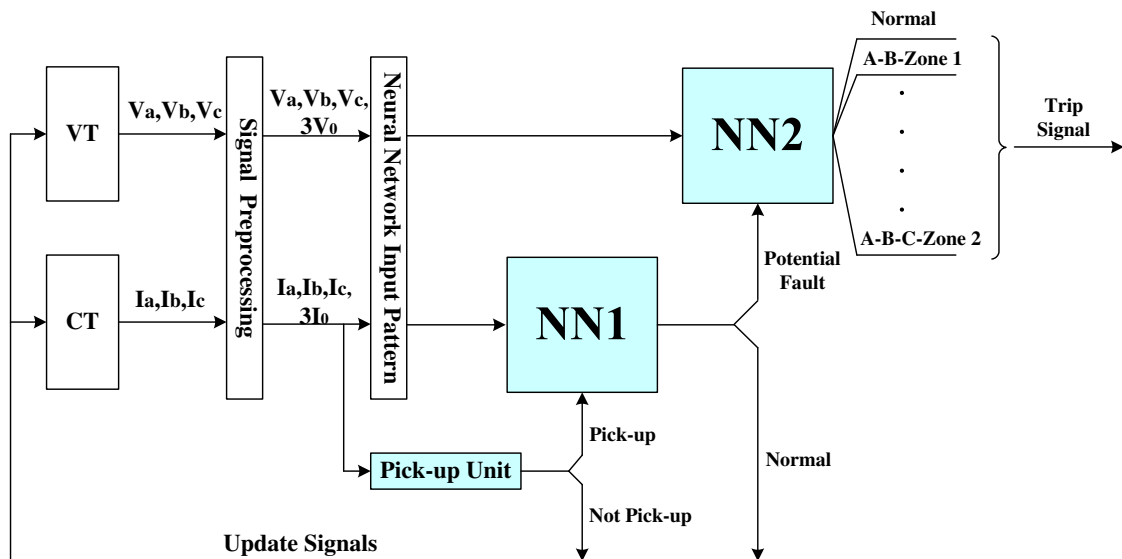 Normal
A-B-Zone 1
A-B-C-Zone 2
Trip
Signal
VT
Va,Vb,Vc
Signal Preprocessing
Va,Vb,Vc,
3V0
Neural Network Input Pattern
NN2
Potential
Fault
CT
Ia,Ib,Ic
Ia,Ib,Ic,
3I0
NN1
Pick-up
Pick-up Unit
Not Pick-up
Normal
Update Signals